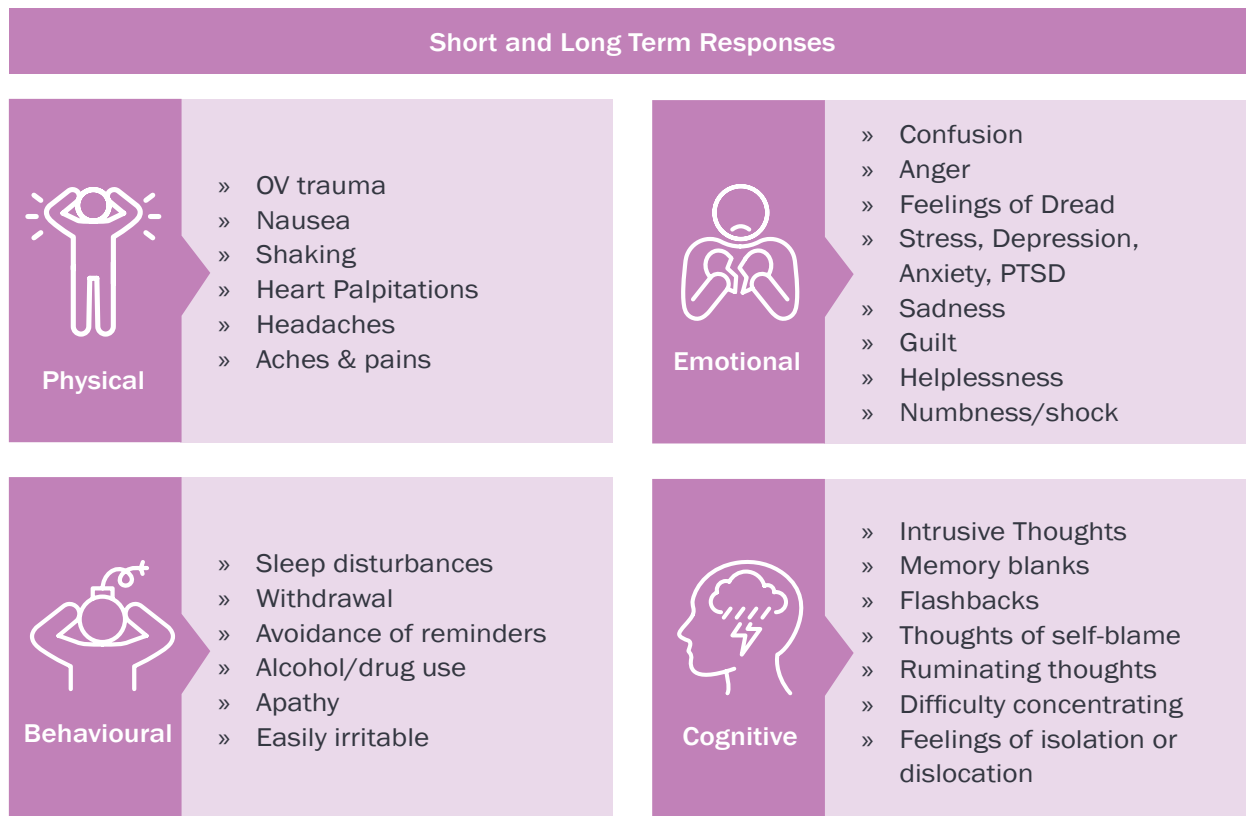 Short and Long Term Responses
Physical
» OV trauma
» Nausea
» Shaking
» Heart Palpitations
» Headaches
» Aches & pains
Emotional
» Confusion
» Anger
» Feelings of Dread
» Stress, Depression,
Anxiety, PTSD
» Sadness
» Guilt
» Helplessness
» Numbness/shock
Behavioural
» Sleep disturbances
» Withdrawal
» Avoidance of reminders
» Alcohol/drug use
» Apathy
» Easily irritable
Cognitive
» Intrusive Thoughts
» Memory blanks
» Flashbacks
» Thoughts of self-blame
» Ruminating thoughts
» Difficulty concentrating
» Feelings of isolation or
dislocation